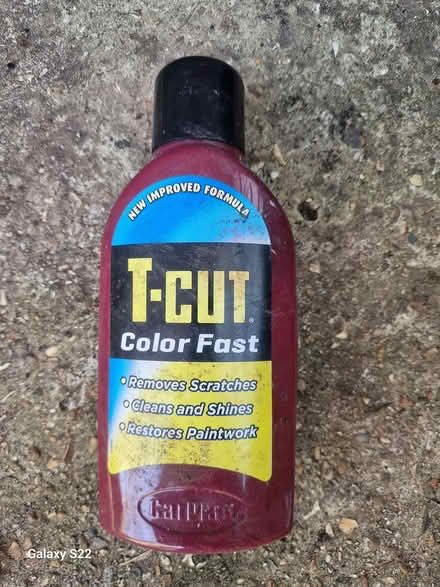 NEW IMPROVED FORMULA
T-CUT®
Color Fast
• Removes Scratches
• Cleans and Shines
• Restores Paintwork
CarPlan
Galaxy S22